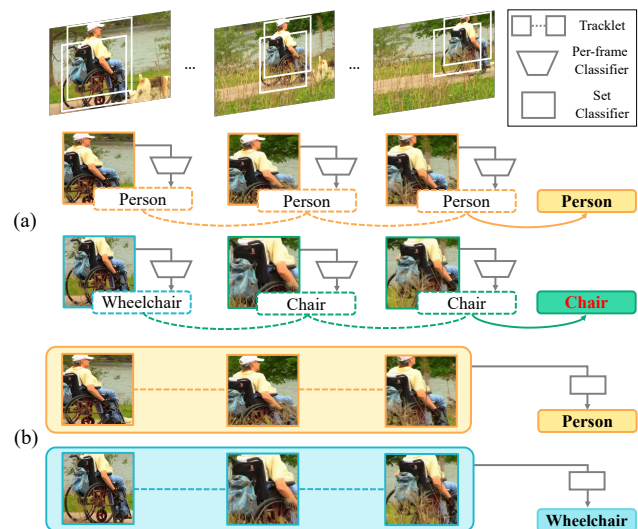 Tracklet
Per-frame
Classifier
Set
Classifier
... ...
(a)
Person Person Person Person
Wheelchair Chair Chair Chair
(b)
Person
Wheelchair